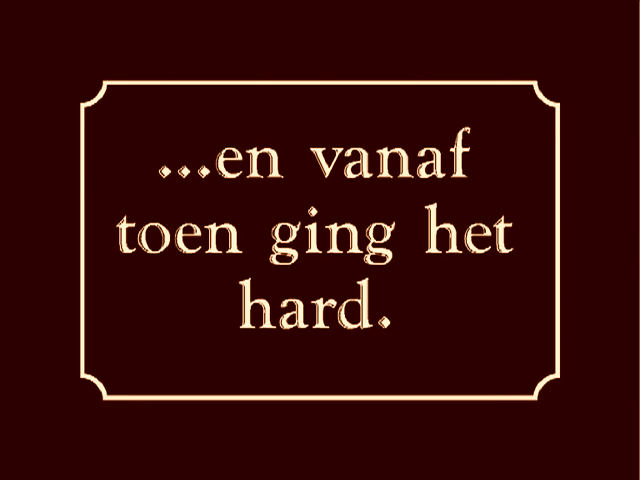 ...en vanaf
toen ging het
hard.